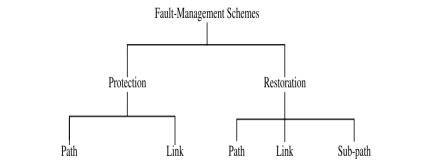 Fault-Management Schemes
Protection Restoration
Path Link Path Link Sub-path